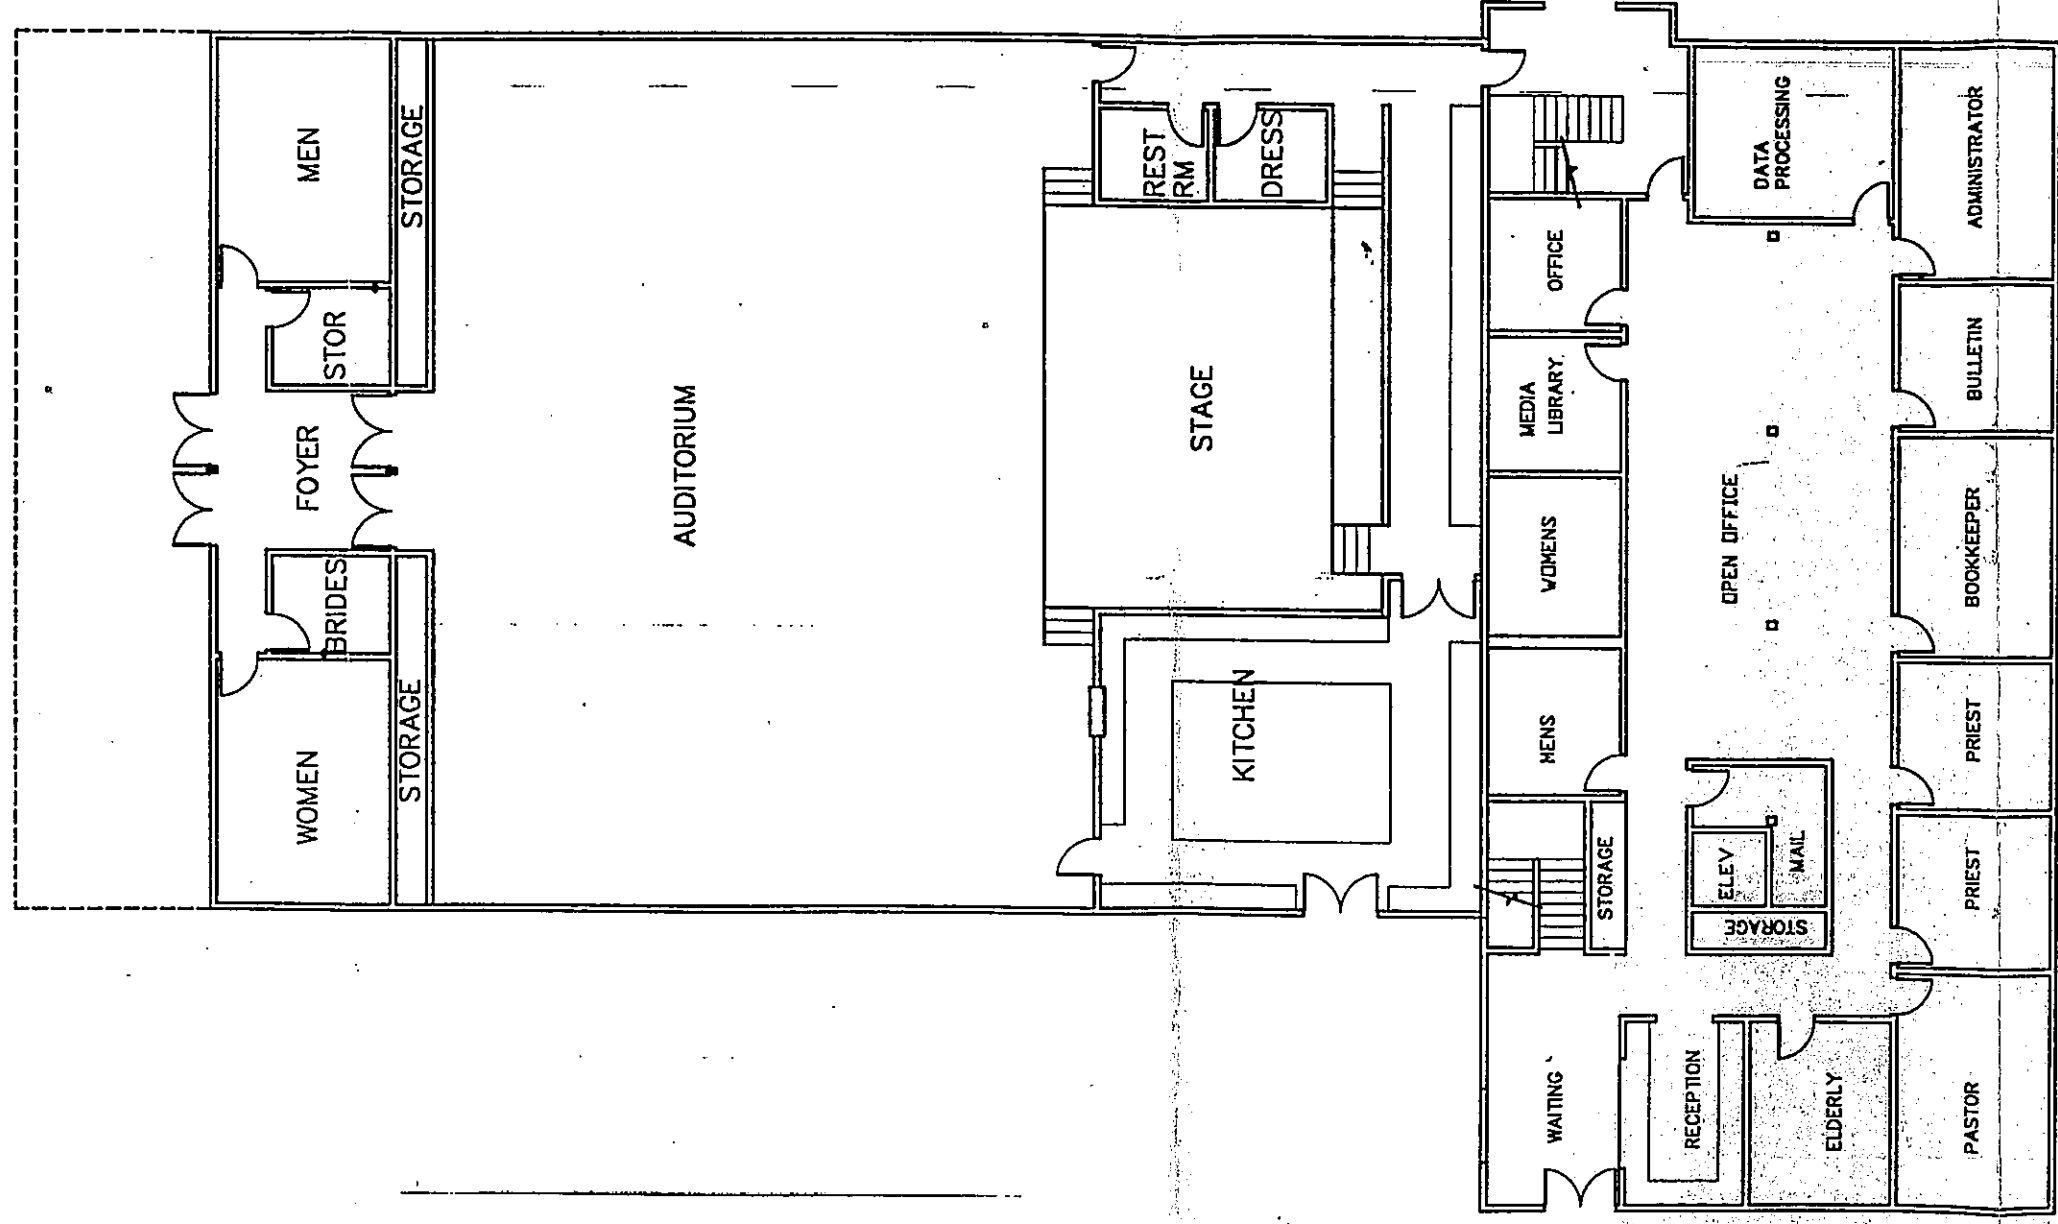 MEN
STORAGE
STOR
FOYER
BRIDES
WOMEN
STORAGE
AUDITORIUM
REST
RM
DRESS
STAGE
KITCHEN
OFFICE
MEDIA
LIBRARY
WOMENS
MENS
STORAGE
WAITING
DATA
PROCESSING
OPEN OFFICE
ELEV
MAIL
STORAGE
RECEPTION
ELDERLY
ADMINISTRATOR
BULLETIN
BOOKKEEPER
PRIEST
PRIEST
PASTOR